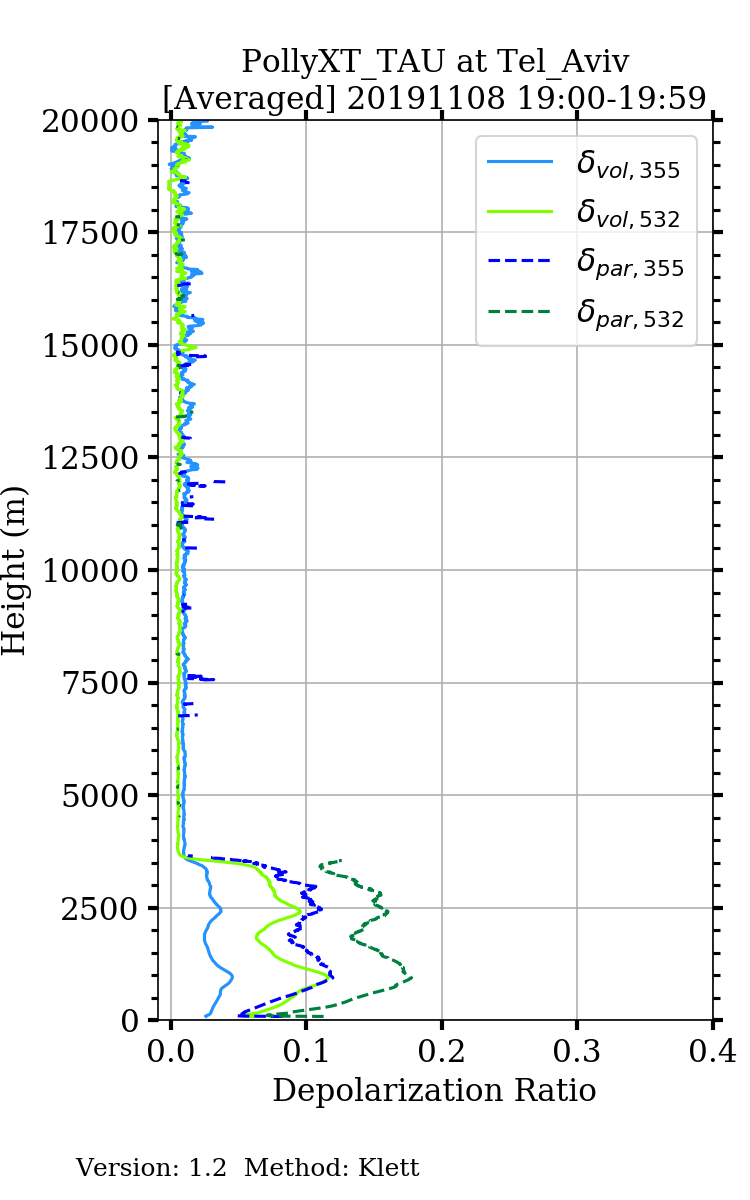 PollyXT_TAU at Tel_Aviv
[Averaged] 20191108 19:00-19:59
20000
17500
15000
12500
10000
7500
5000
2500
0
Height (m)
δvol, 355
δvol, 532
δpar, 355
δpar, 532
0.0 0.1 0.2 0.3 0.4
Depolarization Ratio
Version: 1.2 Method: Klett